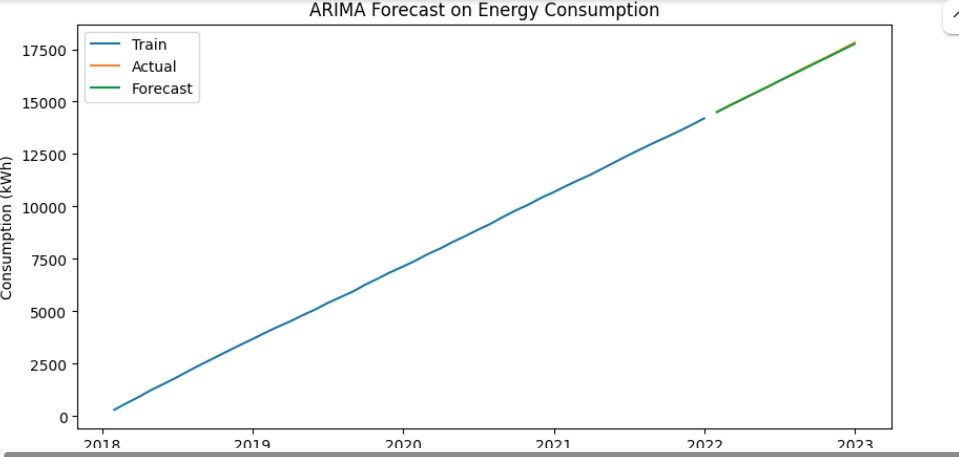 ARIMA Forecast on Energy Consumption
Train
Actual
Forecast
Consumption (kWh)
17500
15000
12500
10000
7500
5000
2500
0
2018 2019 2020 2021 2022 2023